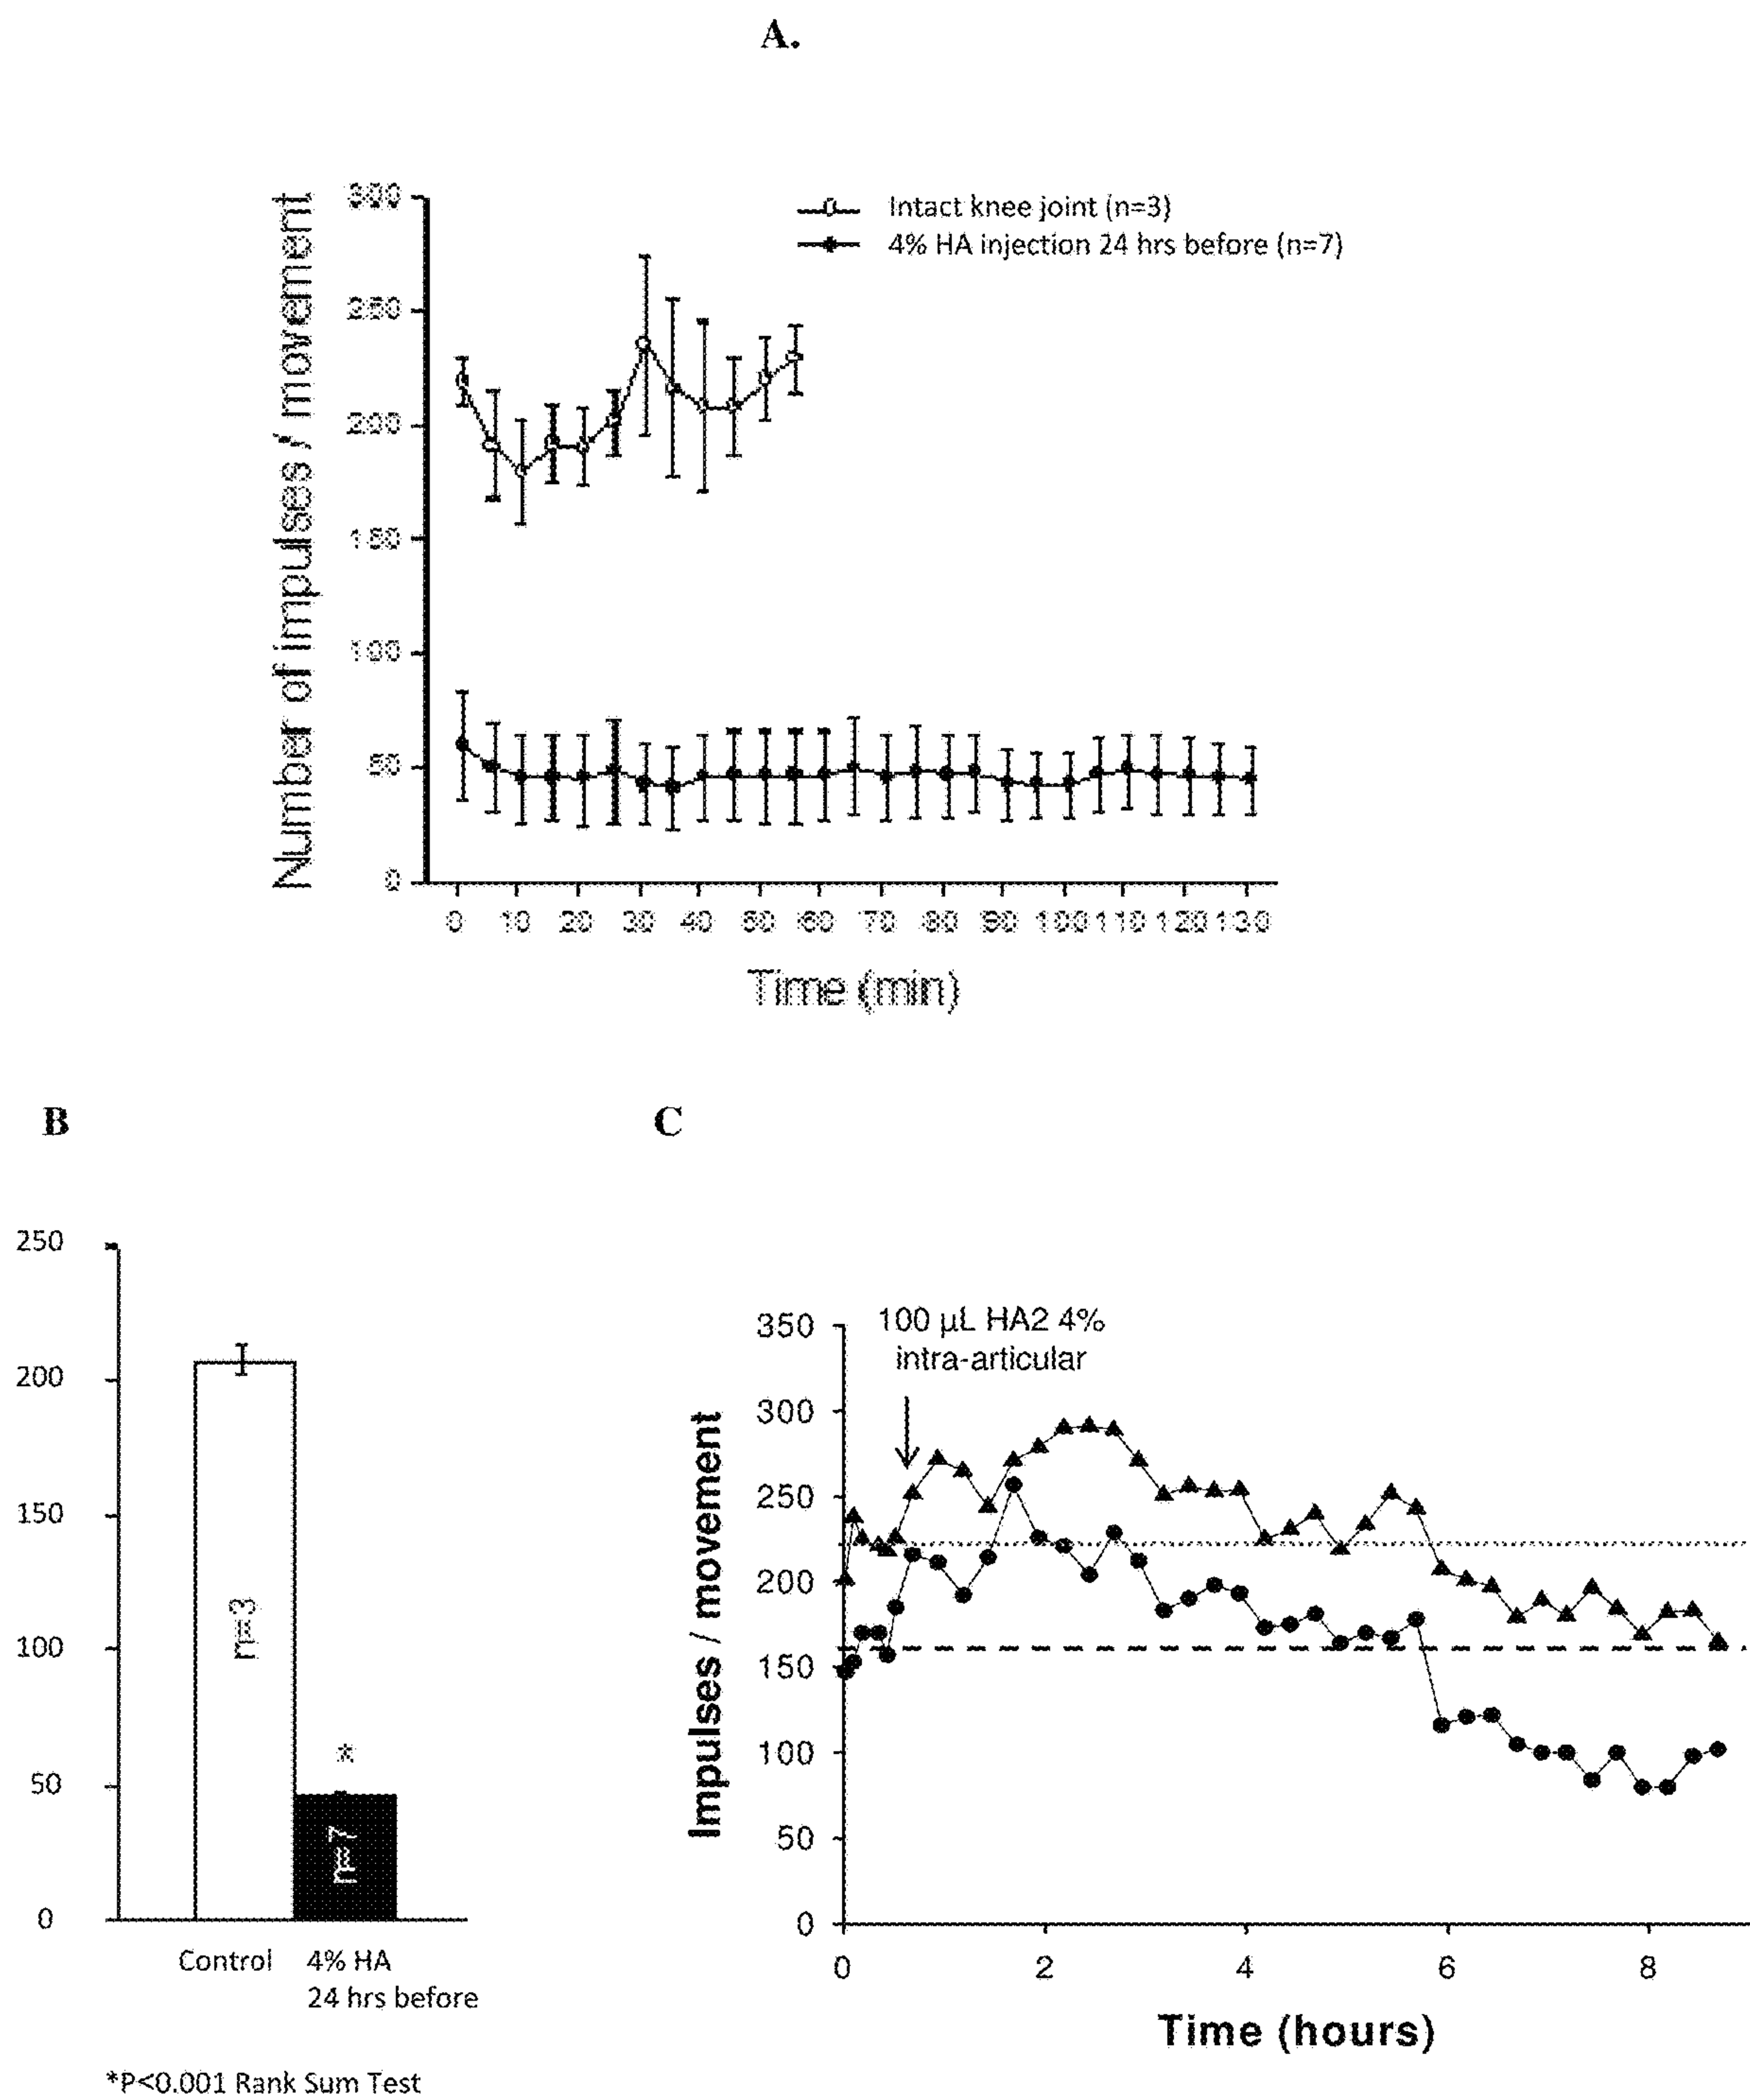 A.
Number of impulses / movement
300
250
200
150
100
50
0
Intact knee joint (n=3)
4% HA injection 24 hrs before (n=7)
0 10 20 30 40 50 60 70 80 90 100 110 120 130
Time (min)
B
250
200
150
100
50
0
n=3
*
n=7
Control
4% HA
24 hrs before
*P<0.001 Rank Sum Test
C
Impulses / movement
350
300
250
200
150
100
50
0
100 µL HA2 4%
intra-articular
0 2 4 6 8
Time (hours)